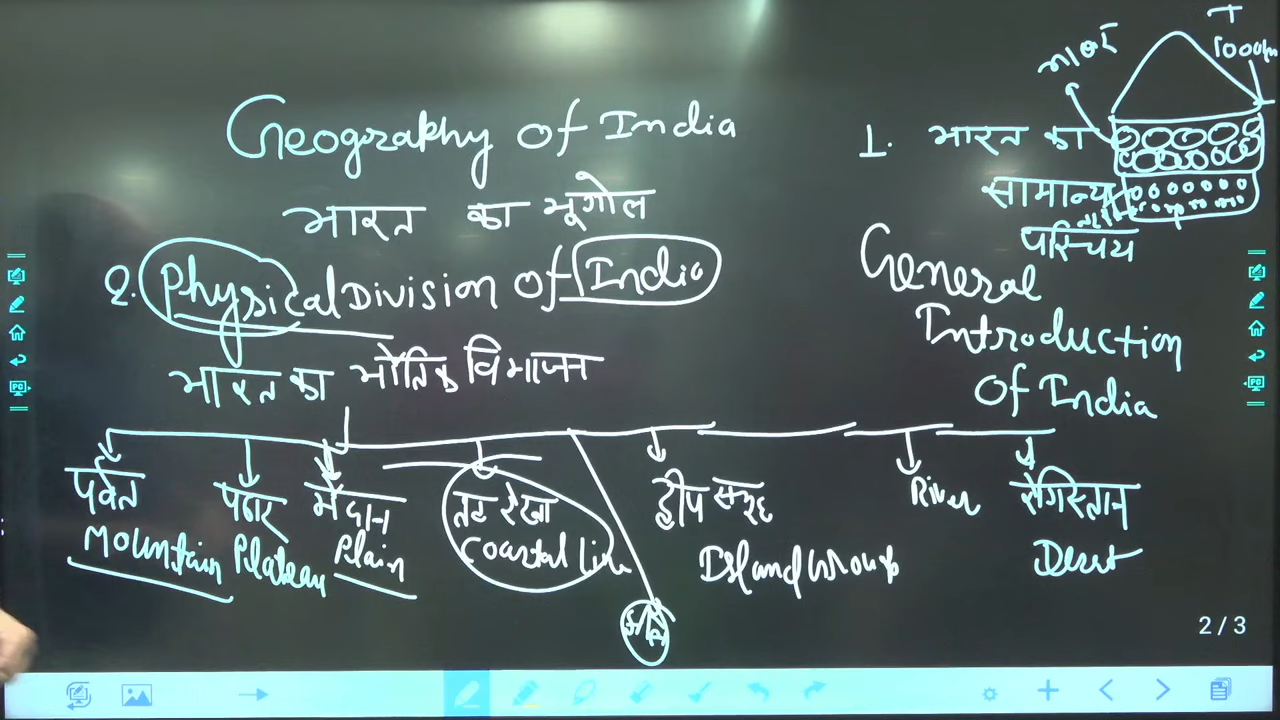 Geography Of India
भारत का भूगोल
2. Physical Division of India
भारत का भौतिक विभाजन
पर्वत
Mountain
पठार
Plateau
मैदान
Plain
तट रेखा
Coastal Line
द्वीप समूह
Island Group
River
रेगिस्तान
Desert
1. भारत का
सामान्य
परिचय
General
Introduction
Of India
1000m
2 / 3